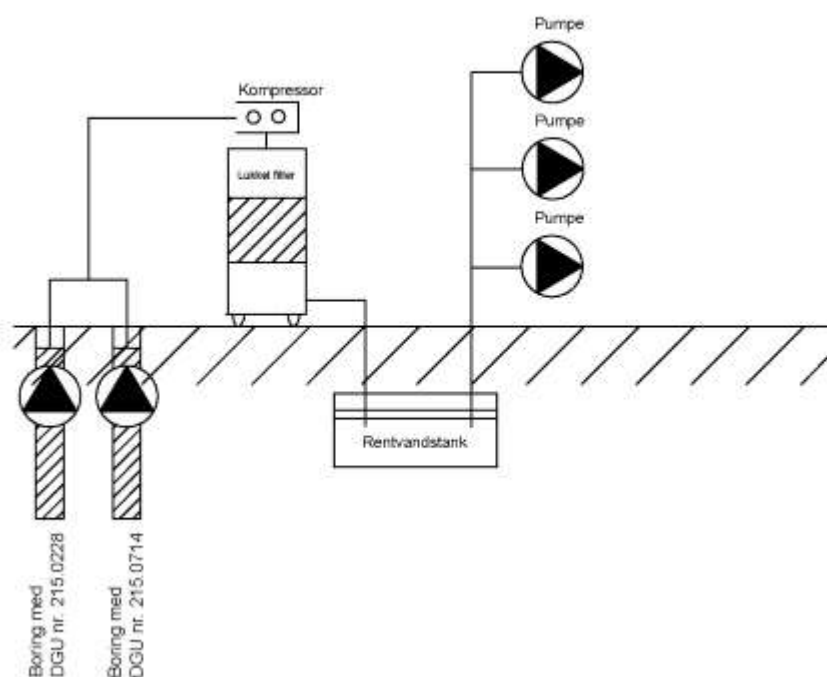 Pumpe
Kompressor
Pumpe
Lukket filter
Pumpe
Rentvandstank
Boring med
DGU nr. 215.0228
Boring med
DGU nr. 215.0714